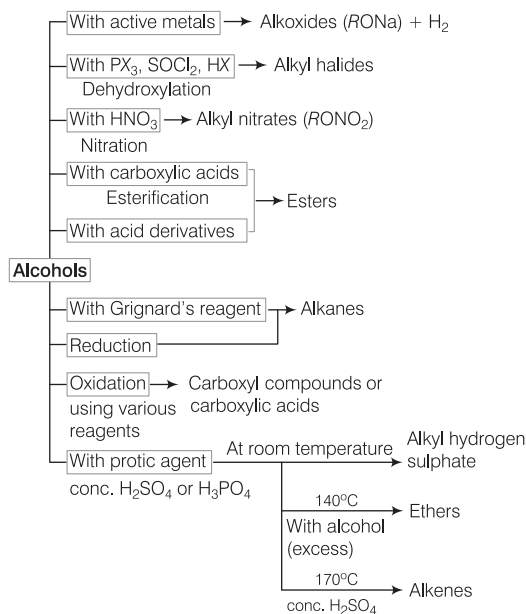 With active metals → Alkoxides (RONa) + H₂
With PX₃, SOCl₂, HX → Alkyl halides
Dehydroxylation
With HNO₃ → Alkyl nitrates (RONO₂)
Nitration
With carboxylic acids
Esterification
Esters
With acid derivatives
Alcohols
With Grignard's reagent
Alkanes
Reduction
Oxidation → Carboxyl compounds or
using various carboxylic acids
reagents
With protic agent At room temperature Alkyl hydrogen
sulphate
conc. H₂SO₄ or H₃PO₄
140°C
Ethers
With alcohol
(excess)
170°C
Alkenes
conc. H₂SO₄